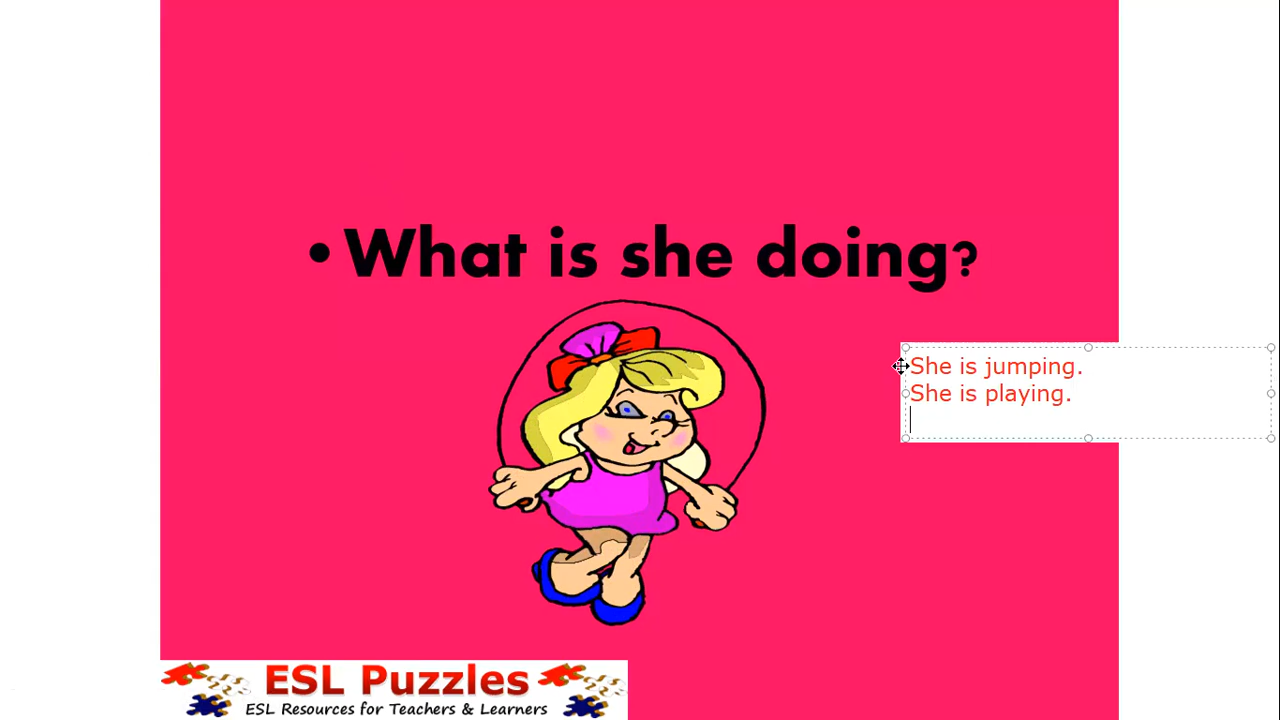 • What is she doing?
She is jumping.
She is playing.
ESL Puzzles
ESL Resources for Teachers & Learners